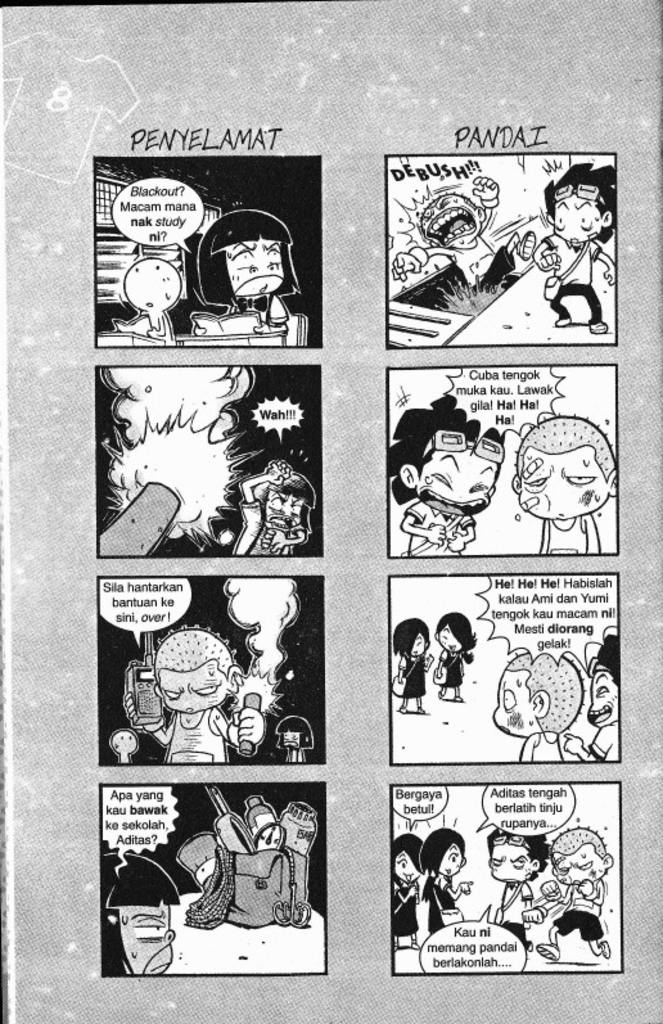 8
PENYELAMAT
Blackout?
Macam mana
nak study
ni?
Wah!!!
Sila hantarkan
bantuan ke
sini, over!
Apa yang
kau bawak
ke sekolah,
Aditas?
PANDAI
DEBUSH!!!
Cuba tengok
muka kau. Lawak
gila! Ha! Ha!
Ha!
He! He! He! Habislah
kalau Ami dan Yumi
tengok kau macam ni!
Mesti diorang
gelak!
Bergaya
betul!
Aditas tengah
berlatih tinju
rupanya...
Kau ni
memang pandai
berlakonlah....